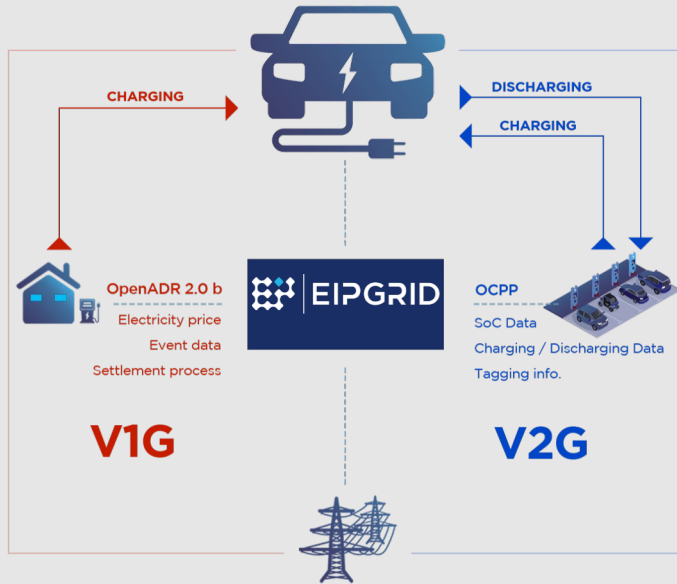 CHARGING
DISCHARGING
CHARGING
OpenADR 2.0 b
Electricity price
Event data
Settlement process
EIPGRID
OCPP
SoC Data
Charging / Discharging Data
Tagging info.
V1G
V2G